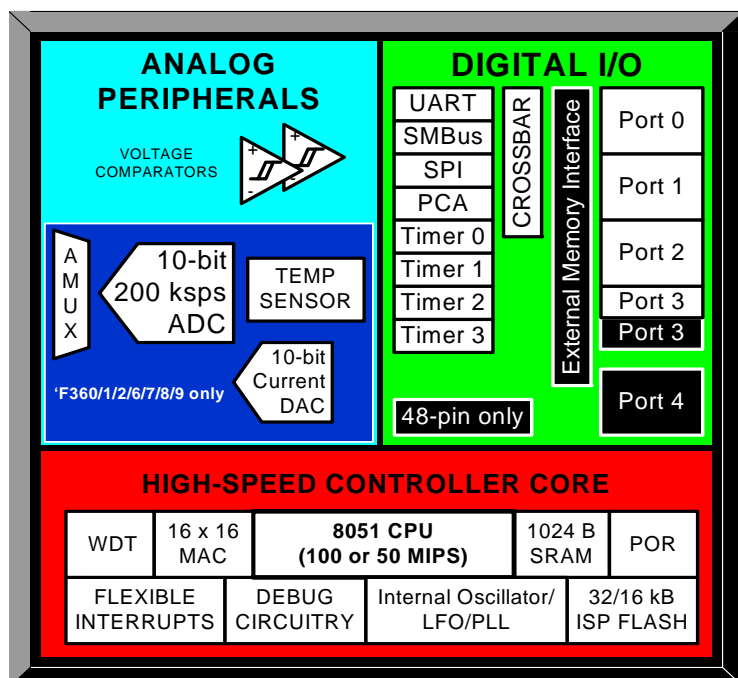 ANALOG
PERIPHERALS
VOLTAGE
COMPARATORS
+
-
+
-
A
M
U
X
10-bit
200 ksps
ADC
TEMP
SENSOR
10-bit
Current
DAC
‘F360/1/2/6/7/8/9 only
DIGITAL I/O
UART
SMBus
SPI
PCA
Timer 0
Timer 1
Timer 2
Timer 3
CROSSBAR
External Memory Interface
Port 0
Port 1
Port 2
Port 3
Port 3
Port 4
48-pin only
HIGH-SPEED CONTROLLER CORE
WDT
16 x 16
MAC
8051 CPU
(100 or 50 MIPS)
1024 B
SRAM
POR
FLEXIBLE
INTERRUPTS
DEBUG
CIRCUITRY
Internal Oscillator/
LFO/PLL
32/16 kB
ISP FLASH